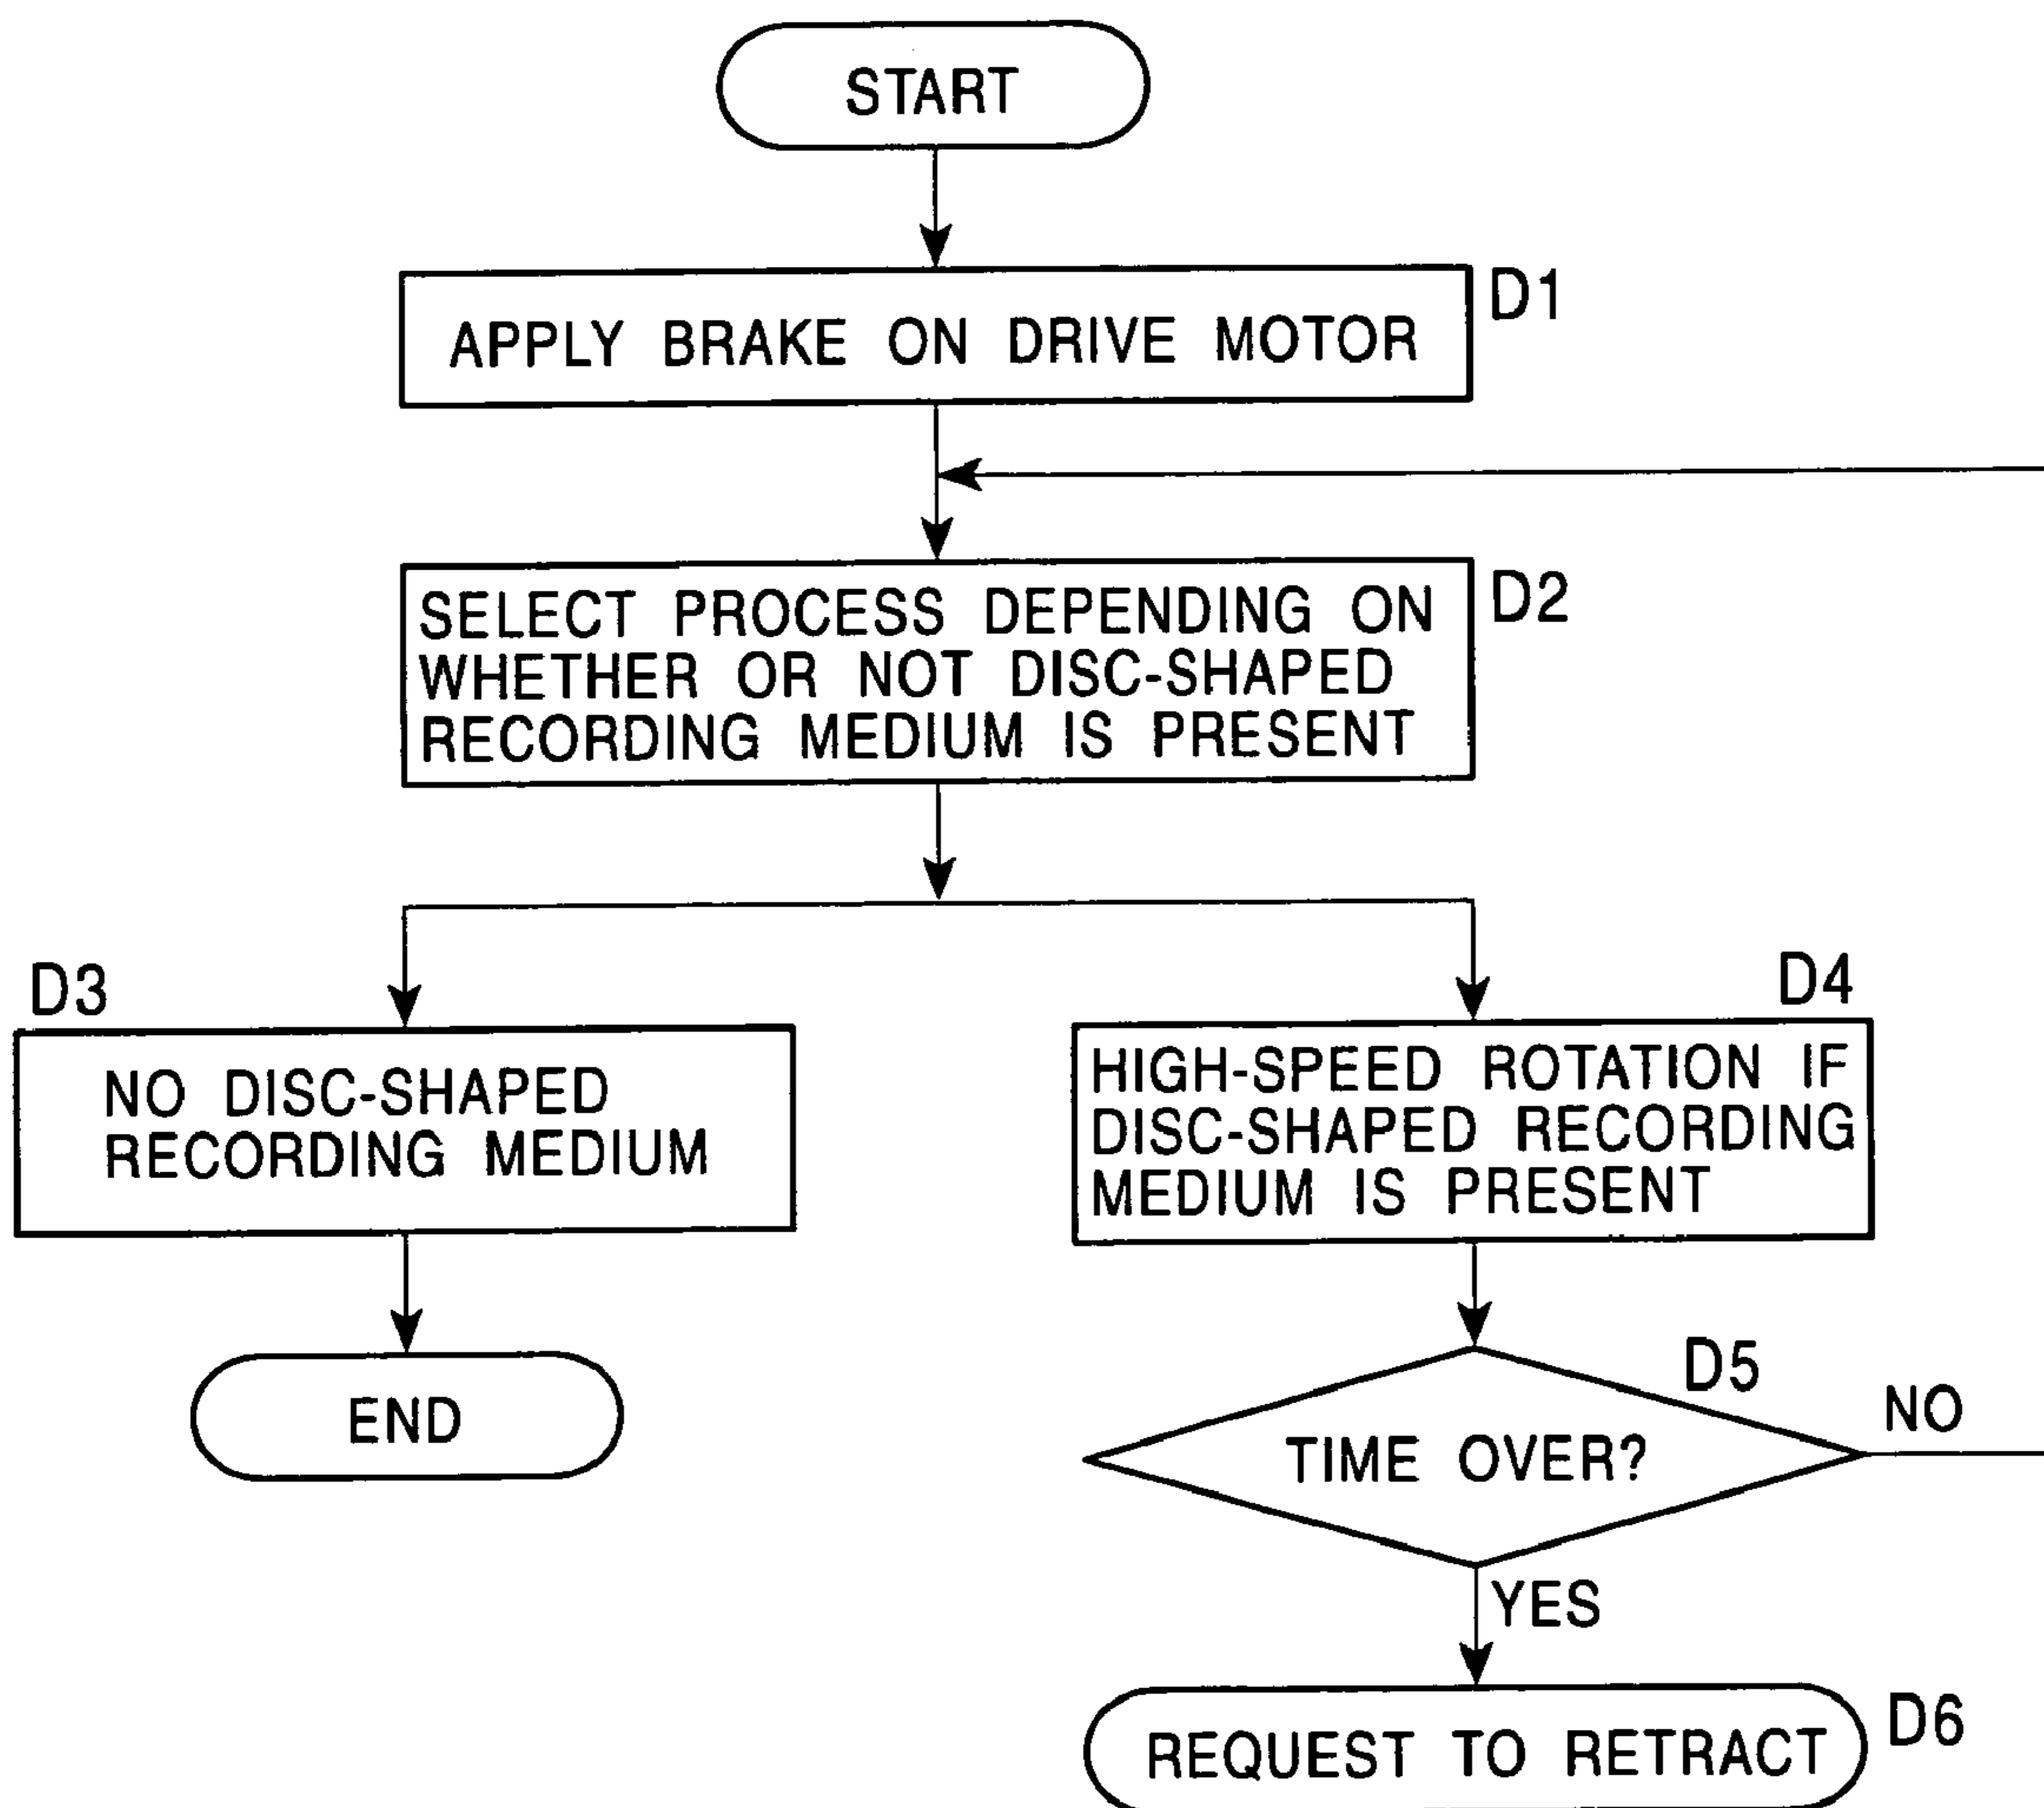 START
APPLY BRAKE ON DRIVE MOTOR
D1
SELECT PROCESS DEPENDING ON
WHETHER OR NOT DISC-SHAPED
RECORDING MEDIUM IS PRESENT
D2
D3
NO DISC-SHAPED
RECORDING MEDIUM
END
D4
HIGH-SPEED ROTATION IF
DISC-SHAPED RECORDING
MEDIUM IS PRESENT
D5
TIME OVER?
NO
YES
REQUEST TO RETRACT
D6